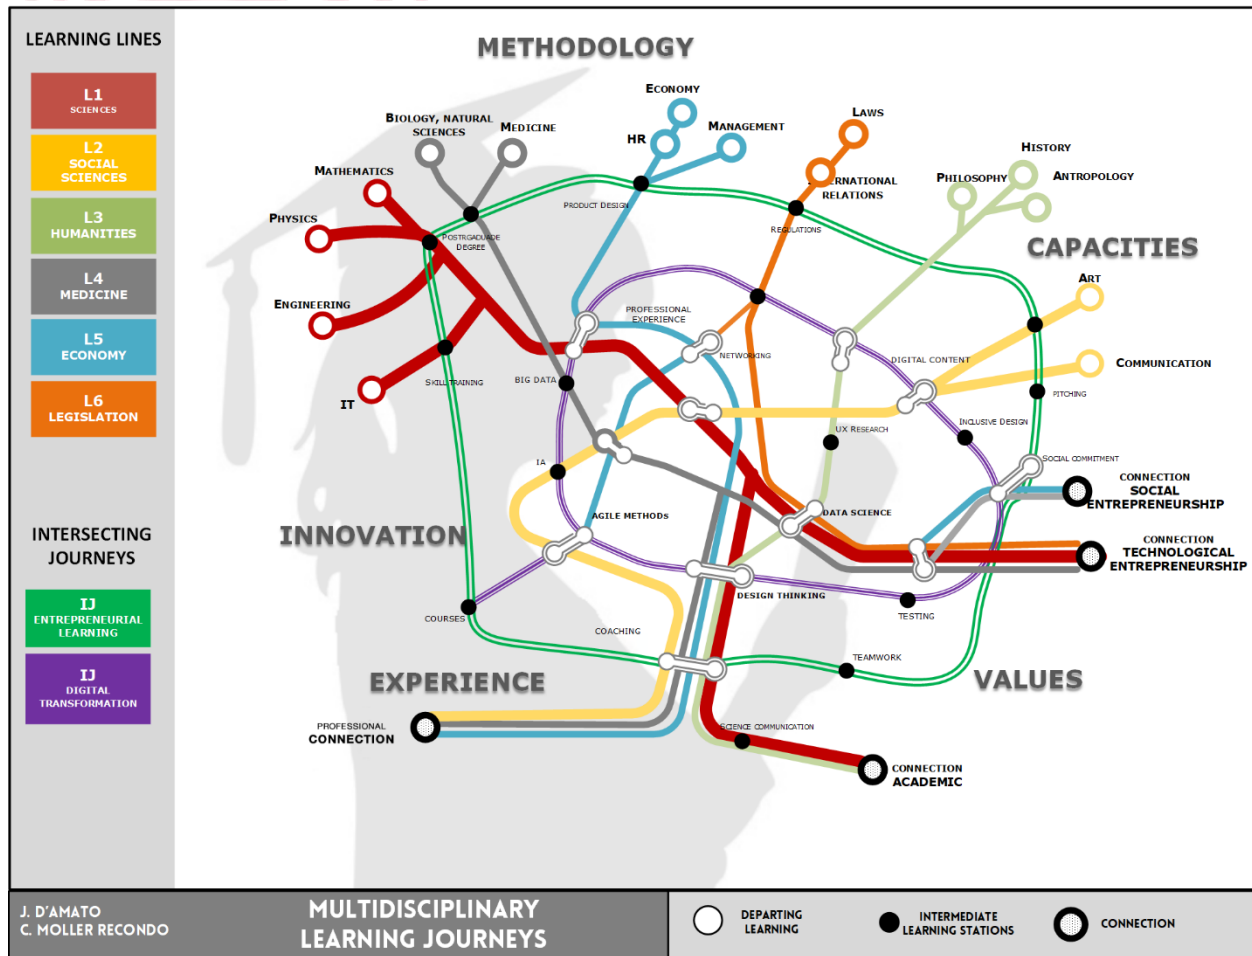 LEARNING LINES
L1
SCIENCES
L2
SOCIAL
SCIENCES
L3
HUMANITIES
L4
MEDICINE
L5
ECONOMY
L6
LEGISLATION
INTERSECTING
JOURNEYS
IJ
ENTREPRENEURIAL
LEARNING
IJ
DIGITAL
TRANSFORMATION
METHODOLOGY
ECONOMY
BIOLOGY, NATURAL
SCIENCES
MEDICINE
HR
MANAGEMENT
LAWS
HISTORY
MATHEMATICS
INTERNATIONAL
RELATIONS
PHILOSOPHY
ANTROPOLOGY
PHYSICS
PRODUCT DESIGN
POSTRGADUADE
DEGREE
REGULATIONS
CAPACITIES
ART
ENGINEERING
PROFESSIONAL
EXPERIENCE
NETWORKING
DIGITAL CONTENT
COMMUNICATION
SKILL TRAINING
BIG DATA
IT
PITCHING
UX RESEARCH
INCLUSIVE DESIGN
IA
SOCIAL COMMITMENT
CONNECTION
SOCIAL
ENTREPRENEURSHIP
INNOVATION
AGILE METHODS
DATA SCIENCE
CONNECTION
TECHNOLOGICAL
ENTREPRENEURSHIP
DESIGN THINKING
COURSES
TESTING
COACHING
TEAMWORK
EXPERIENCE
VALUES
PROFESSIONAL
CONNECTION
SCIENCE COMMUNICATION
CONNECTION
ACADEMIC
J. D'AMATO
C. MOLLER RECONDO
MULTIDISCIPLINARY
LEARNING JOURNEYS
DEPARTING
LEARNING
INTERMEDIATE
LEARNING STATIONS
CONNECTION